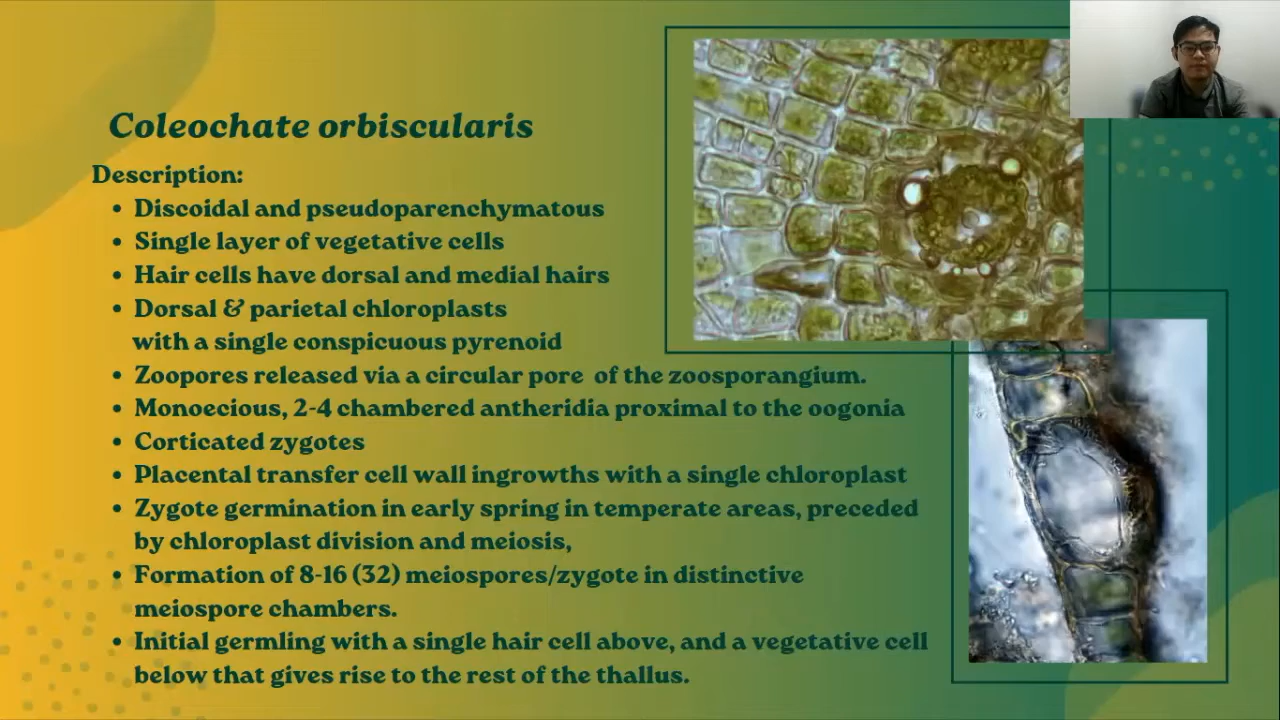 Coleochate orbiscularis
Description:
• Discoidal and pseudoparenchymatous
• Single layer of vegetative cells
• Hair cells have dorsal and medial hairs
• Dorsal & parietal chloroplasts
with a single conspicuous pyrenoid
• Zoopores released via a circular pore of the zoosporangium.
• Monoecious, 2-4 chambered antheridia proximal to the oogonia
• Corticated zygotes
• Placental transfer cell wall ingrowths with a single chloroplast
• Zygote germination in early spring in temperate areas, preceded
by chloroplast division and meiosis,
• Formation of 8-16 (32) meiospores/zygote in distinctive
meiospore chambers.
• Initial germling with a single hair cell above, and a vegetative cell
below that gives rise to the rest of the thallus.